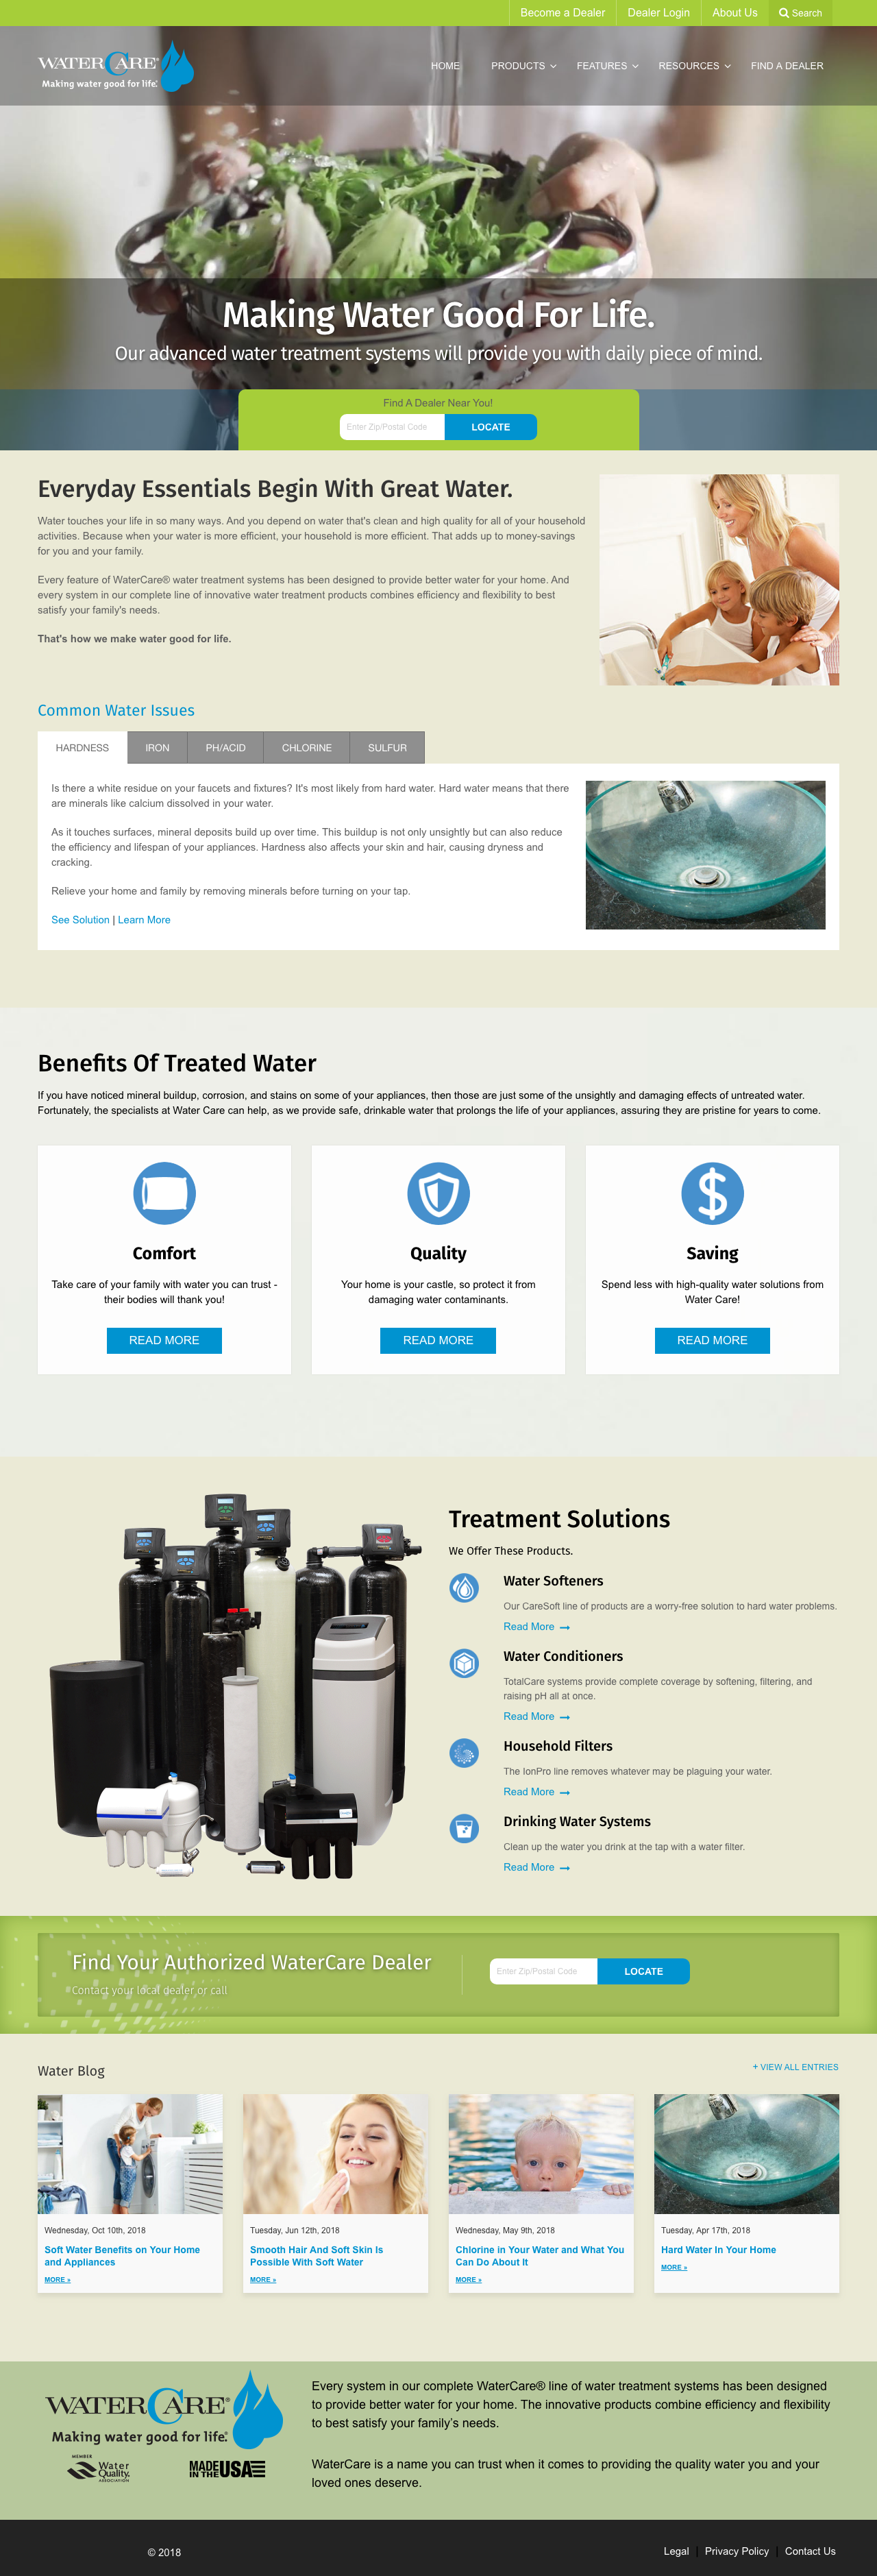 Become a Dealer
Dealer Login
About Us
Search
WATERCARE®
Making water good for life.®
HOME
PRODUCTS
FEATURES
RESOURCES
FIND A DEALER
Making Water Good For Life.
Our advanced water treatment systems will provide you with daily piece of mind.
Find A Dealer Near You!
Enter Zip/Postal Code
LOCATE
Everyday Essentials Begin With Great Water.
Water touches your life in so many ways. And you depend on water that's clean and high quality for all of your household
activities. Because when your water is more efficient, your household is more efficient. That adds up to money-savings
for you and your family.
Every feature of WaterCare® water treatment systems has been designed to provide better water for your home. And
every system in our complete line of innovative water treatment products combines efficiency and flexibility to best
satisfy your family's needs.
That's how we make water good for life.
Common Water Issues
HARDNESS
IRON
PH/ACID
CHLORINE
SULFUR
Is there a white residue on your faucets and fixtures? It's most likely from hard water. Hard water means that there
are minerals like calcium dissolved in your water.
As it touches surfaces, mineral deposits build up over time. This buildup is not only unsightly but can also reduce
the efficiency and lifespan of your appliances. Hardness also affects your skin and hair, causing dryness and
cracking.
Relieve your home and family by removing minerals before turning on your tap.
See Solution | Learn More
Benefits Of Treated Water
If you have noticed mineral buildup, corrosion, and stains on some of your appliances, then those are just some of the unsightly and damaging effects of untreated water.
Fortunately, the specialists at Water Care can help, as we provide safe, drinkable water that prolongs the life of your appliances, assuring they are pristine for years to come.
Comfort
Take care of your family with water you can trust -
their bodies will thank you!
READ MORE
Quality
Your home is your castle, so protect it from
damaging water contaminants.
READ MORE
$
Saving
Spend less with high-quality water solutions from
Water Care!
READ MORE
Treatment Solutions
We Offer These Products.
Water Softeners
Our CareSoft line of products are a worry-free solution to hard water problems.
Read More →
Water Conditioners
TotalCare systems provide complete coverage by softening, filtering, and
raising pH all at once.
Read More →
Household Filters
The IonPro line removes whatever may be plaguing your water.
Read More →
Drinking Water Systems
Clean up the water you drink at the tap with a water filter.
Read More →
Find Your Authorized WaterCare Dealer
Contact your local dealer or call
Enter Zip/Postal Code
LOCATE
Water Blog
+ VIEW ALL ENTRIES
Wednesday, Oct 10th, 2018
Soft Water Benefits on Your Home
and Appliances
MORE »
Tuesday, Jun 12th, 2018
Smooth Hair And Soft Skin Is
Possible With Soft Water
MORE »
Wednesday, May 9th, 2018
Chlorine in Your Water and What You
Can Do About It
MORE »
Tuesday, Apr 17th, 2018
Hard Water In Your Home
MORE »
WATERCARE®
Making water good for life.®
MEMBER
Water
Quality
ASSOCIATION
MADE
IN THE
USA
Every system in our complete WaterCare® line of water treatment systems has been designed
to provide better water for your home. The innovative products combine efficiency and flexibility
to best satisfy your family's needs.
WaterCare is a name you can trust when it comes to providing the quality water you and your
loved ones deserve.
© 2018
Legal | Privacy Policy | Contact Us